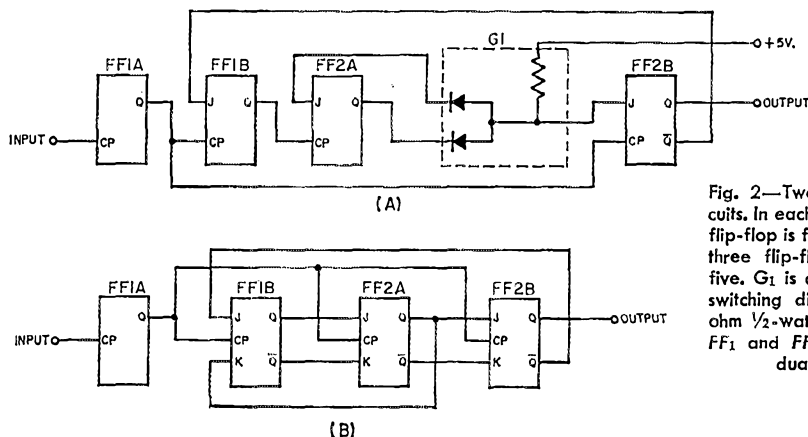 G1
+5V.
FF1A
FF1B
FF2A
FF2B
Q
J
Q
J
Q
J
Q
OUTPUT
INPUT
CP
CP
CP
CP
Q̅
(A)
FF1A
FF1B
FF2A
FF2B
Q
J
Q
J
Q
J
Q
OUTPUT
INPUT
CP
CP
CP
CP
K
Q̅
K
Q̅
K
Q̅
(B)
Fig. 2—Tw
cuits. In each
flip-flop is f
three flip-fl
five. G1 is
switching di
ohm ½-wat
FF1 and FF
dua